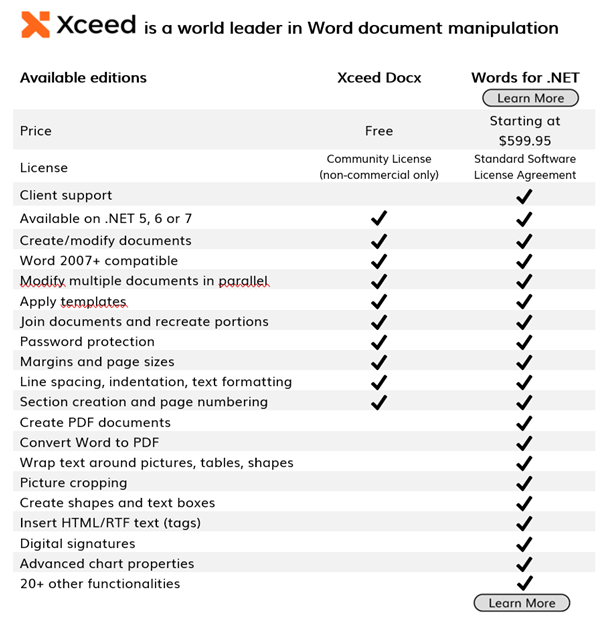 Xceed is a world leader in Word document manipulation
Available editions Xceed Docx Words for .NET
Learn More
Price Free Starting at
$599.95
License Community License Standard Software
(non-commercial only) License Agreement
Client support ✔
Available on .NET 5, 6 or 7 ✔ ✔
Create/modify documents ✔ ✔
Word 2007+ compatible ✔ ✔
Modify multiple documents in parallel ✔ ✔
Apply templates ✔ ✔
Join documents and recreate portions ✔ ✔
Password protection ✔ ✔
Margins and page sizes ✔ ✔
Line spacing, indentation, text formatting ✔ ✔
Section creation and page numbering ✔ ✔
Create PDF documents ✔
Convert Word to PDF ✔
Wrap text around pictures, tables, shapes ✔
Picture cropping ✔
Create shapes and text boxes ✔
Insert HTML/RTF text (tags) ✔
Digital signatures ✔
Advanced chart properties ✔
20+ other functionalities ✔
Learn More